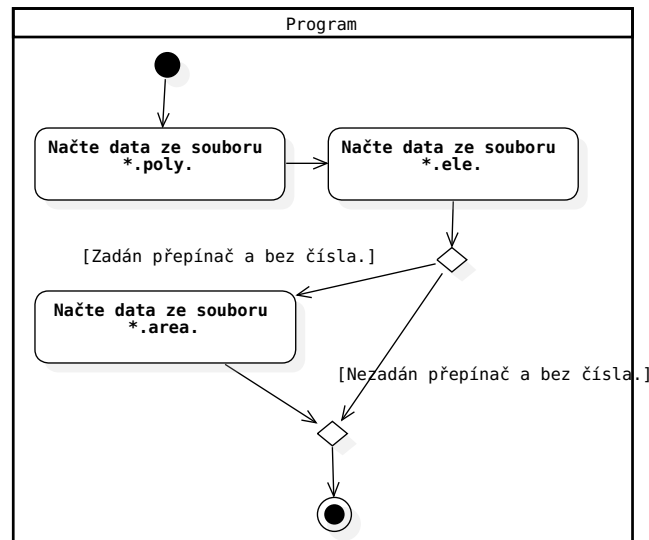 Program
Načte data ze souboru
*.poly.
Načte data ze souboru
*.ele.
[Zadán přepínač a bez čísla.]
Načte data ze souboru
*.area.
[Nezadán přepínač a bez čísla.]